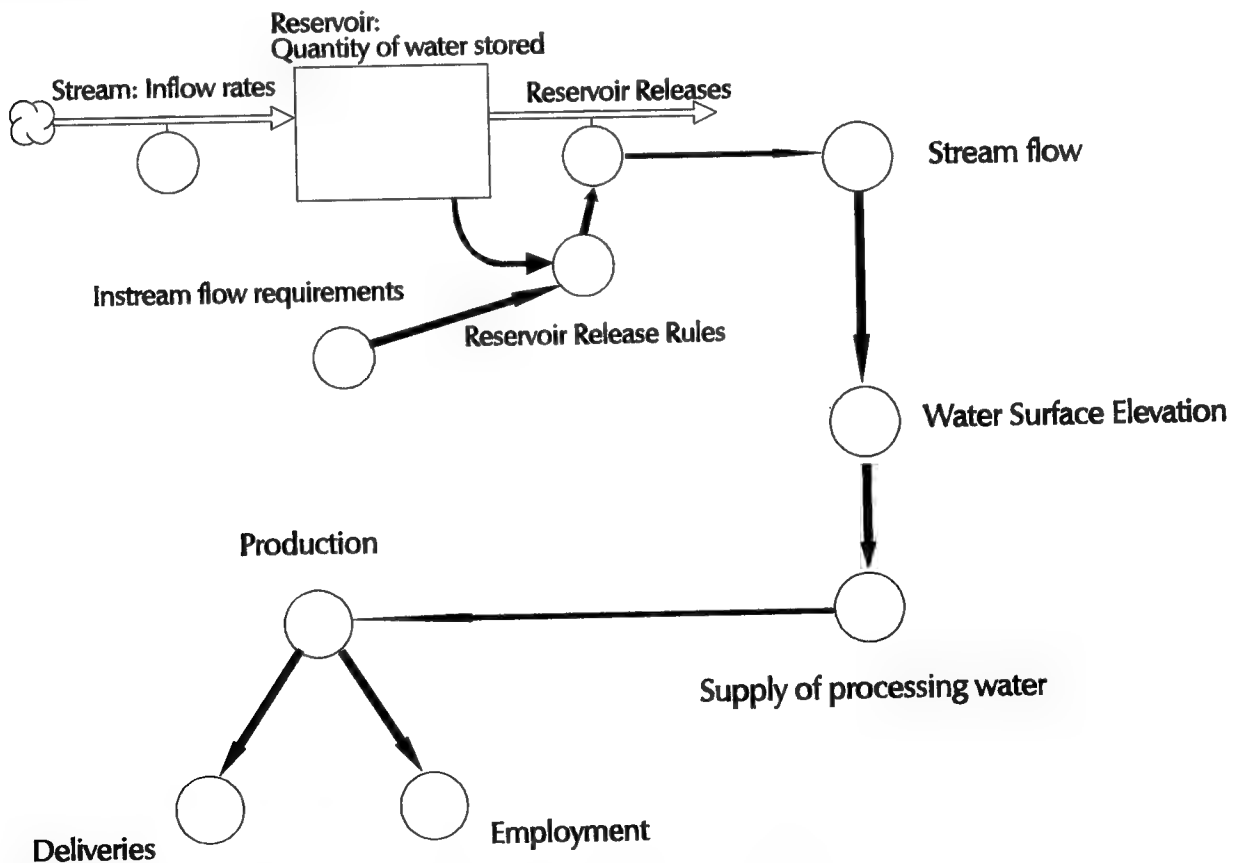 Reservoir:
Quantity of water stored
Stream: Inflow rates
Reservoir Releases
Stream flow
Instream flow requirements
Reservoir Release Rules
Water Surface Elevation
Production
Supply of processing water
Employment
Deliveries